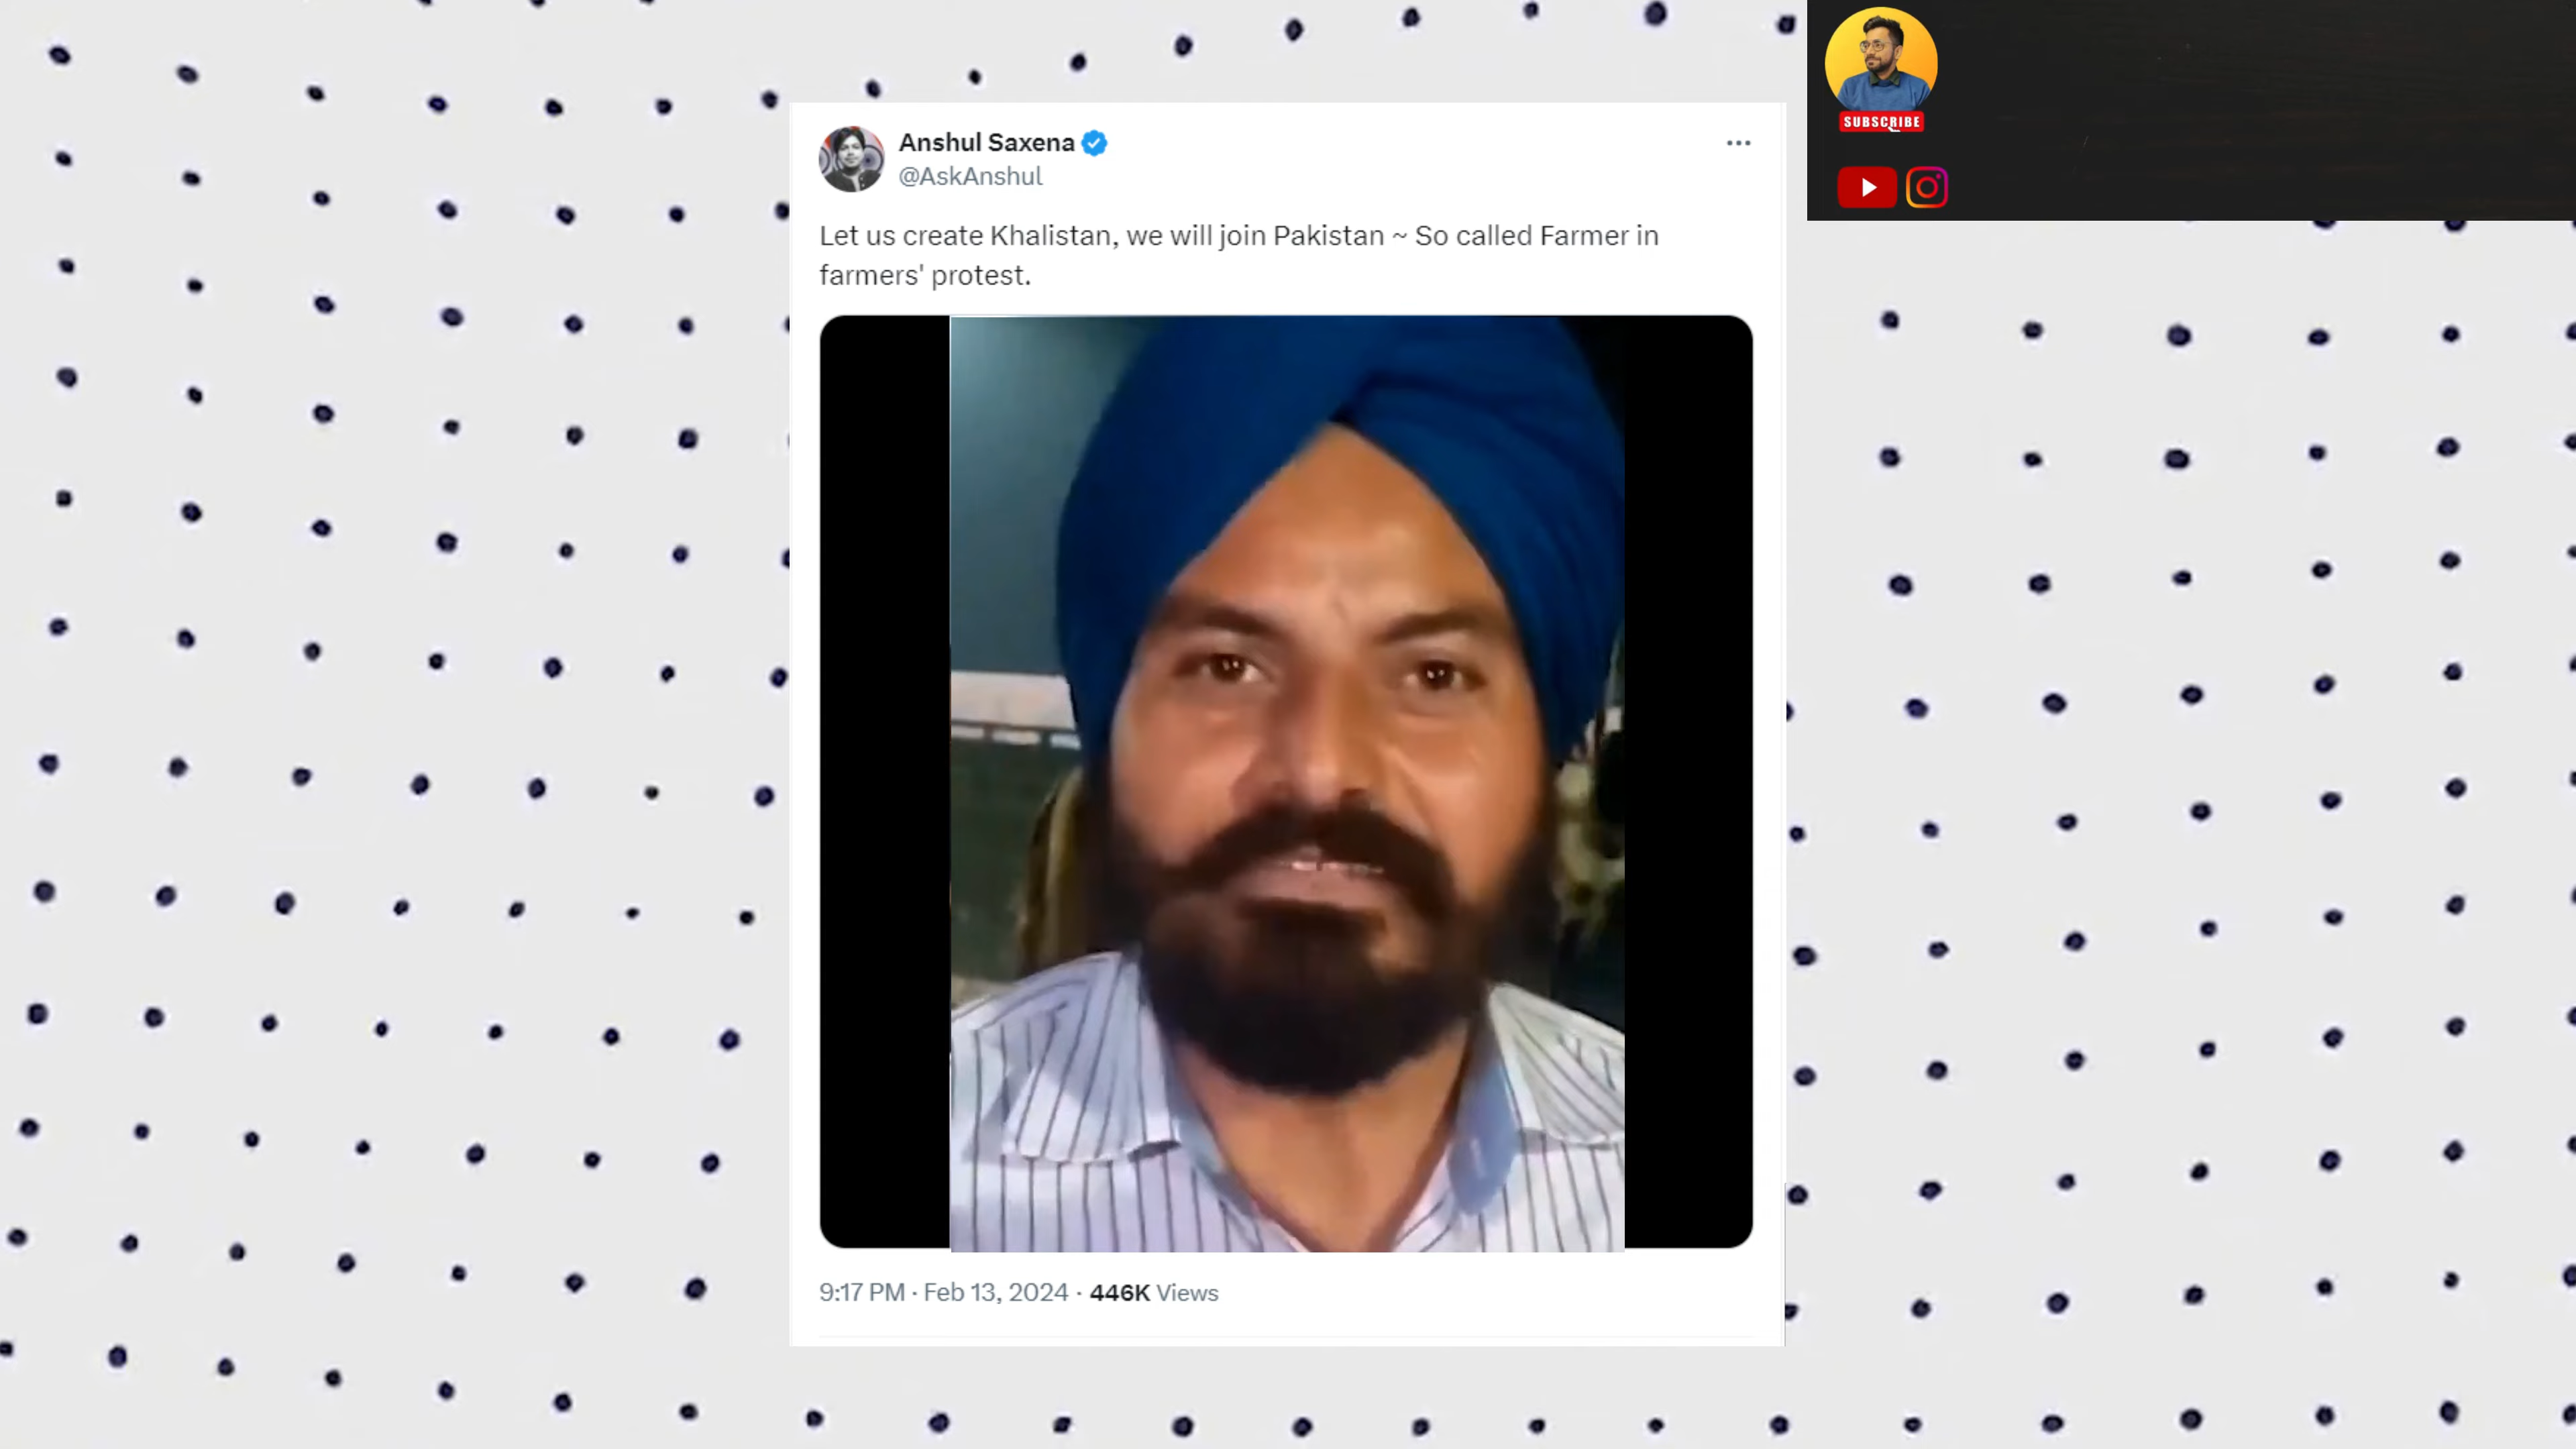 Anshul Saxena
@AskAnshul
Let us create Khalistan, we will join Pakistan ~ So called Farmer in
farmers' protest.
9:17 PM · Feb 13, 2024 · 446K Views
SUBSCRIBE